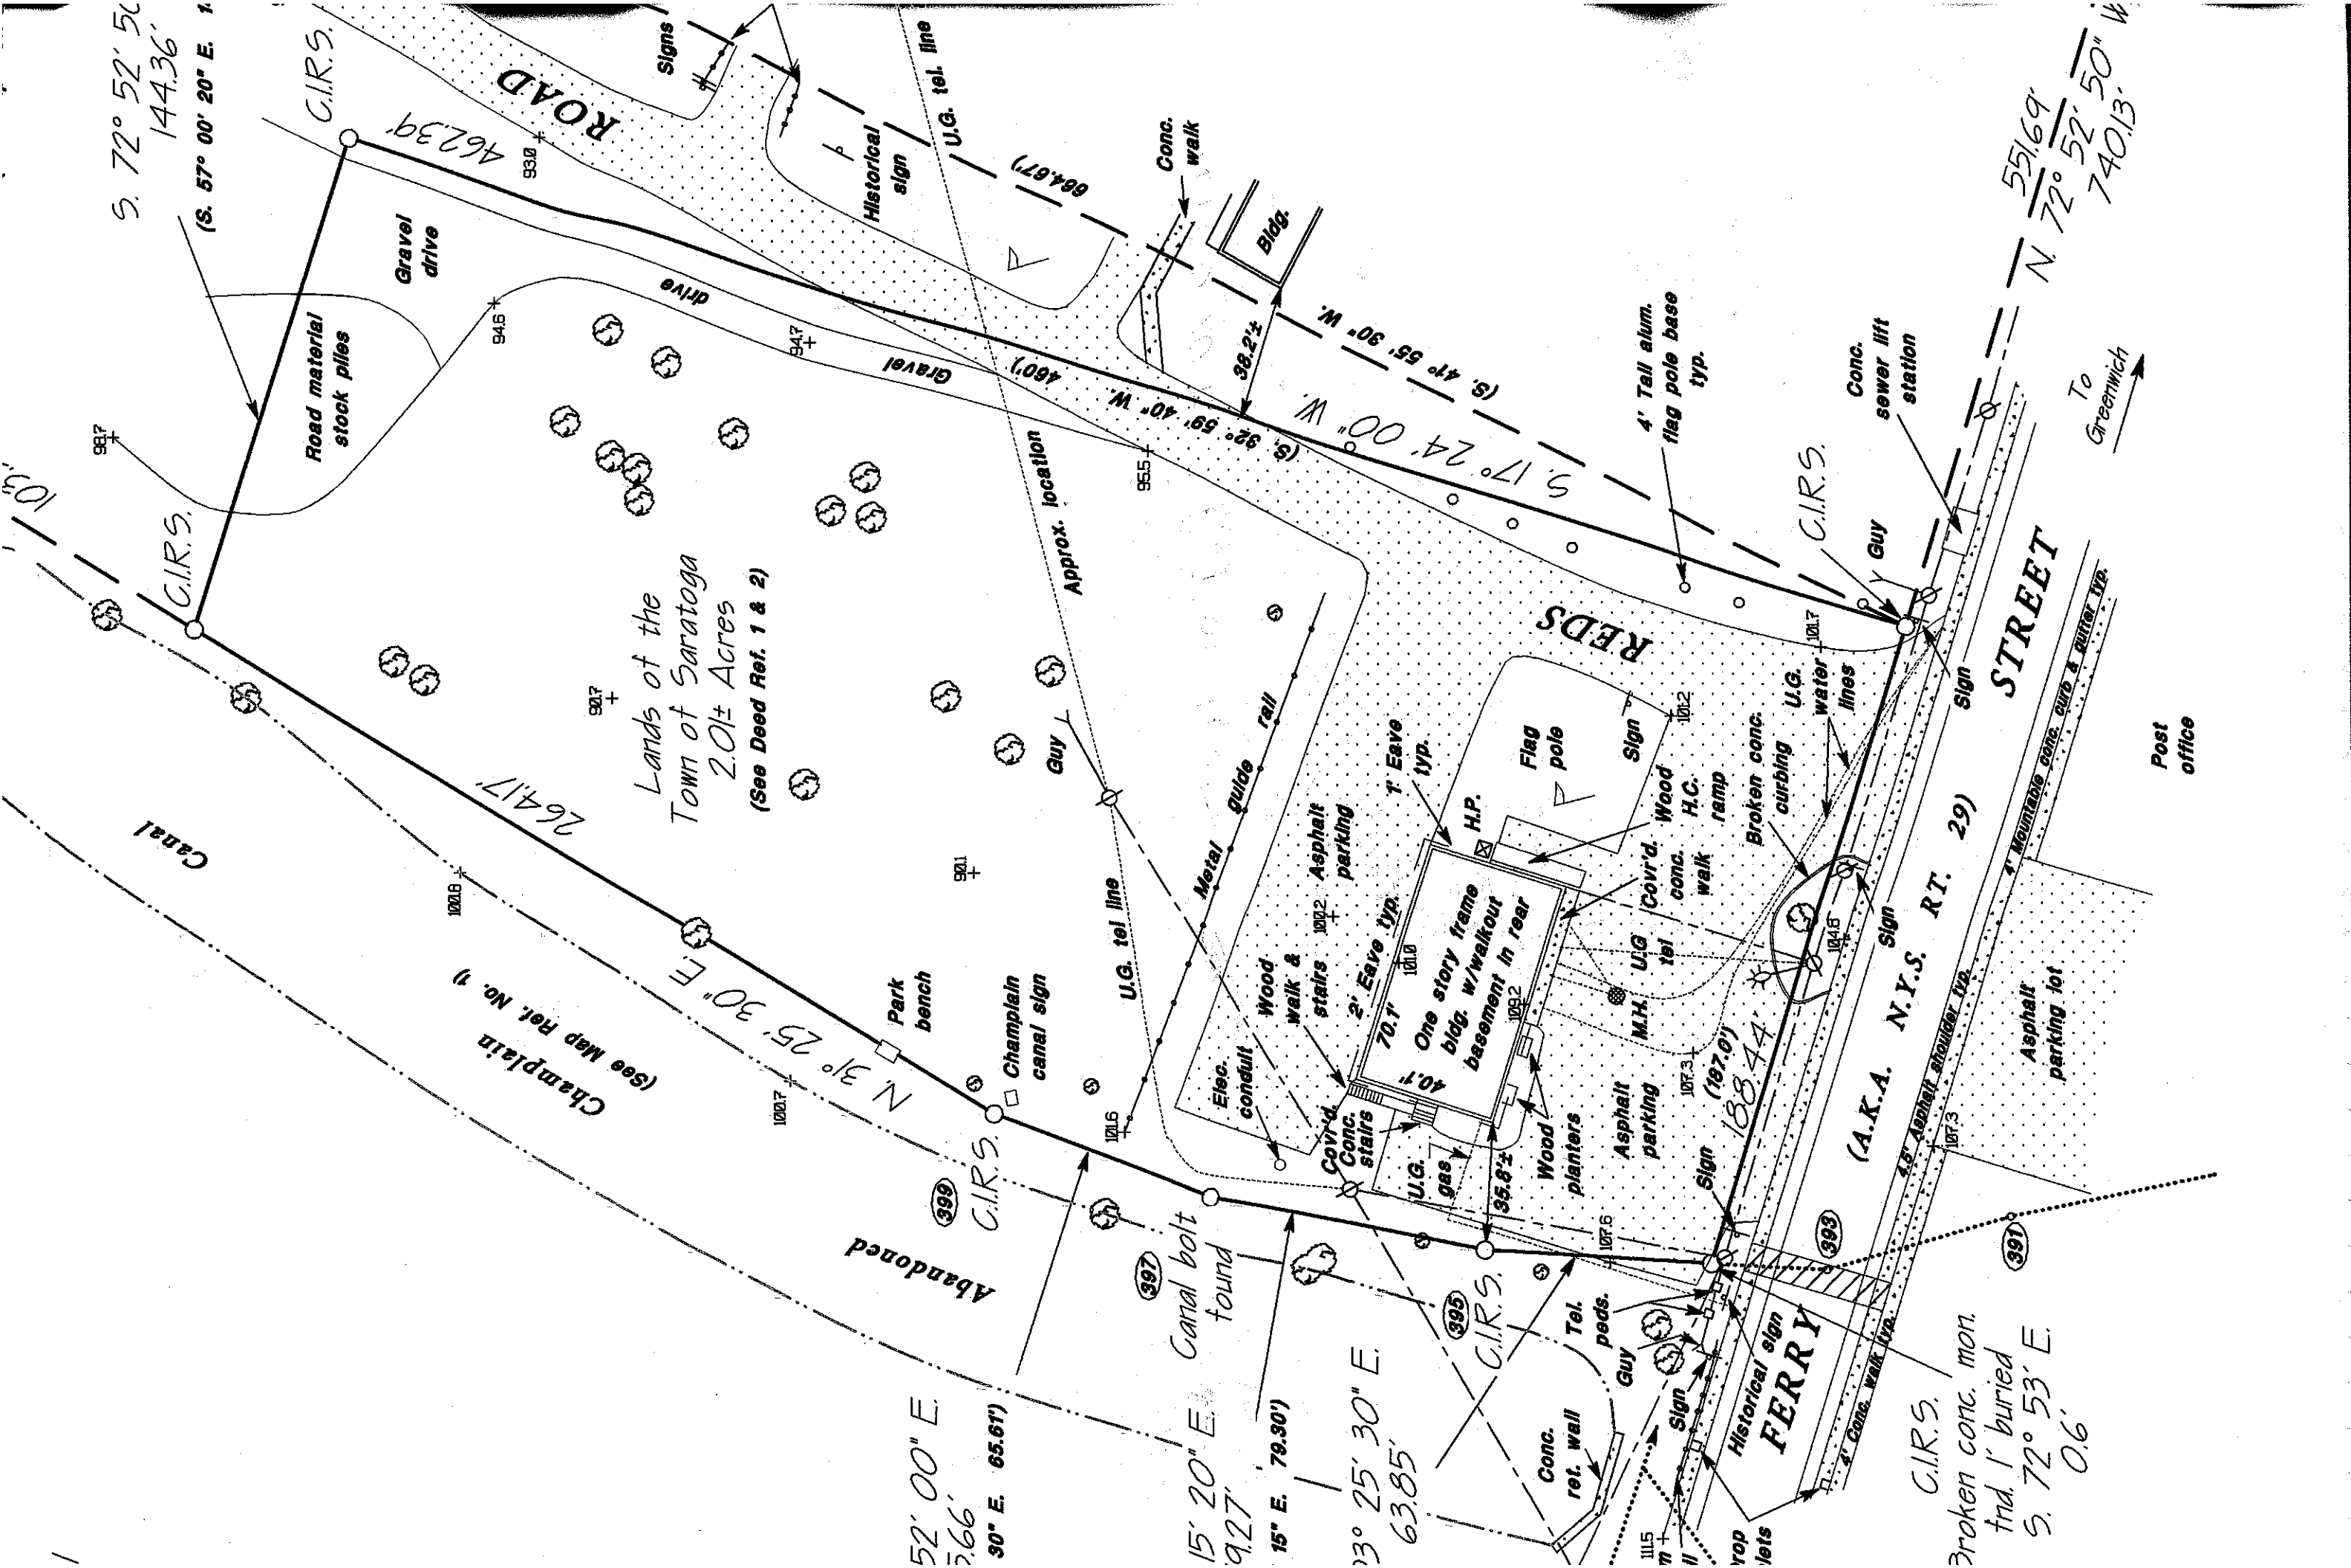 S. 72° 52' 50
144.36'
(S. 57° 00' 20" E.
C.I.R.S.
462.39'
93.0
ROAD
Signs
Historical
sign
U.G. tel. line
664.67')
Conc.
walk
Bldg.
551.69'
N. 72° 52' 50" W.
740.13'
98.7
103.
C.I.R.S.
Road material
stock piles
Gravel
drive
94.6
drive
94.7
Gravel
460')
(S. 32° 59' 40" W.
95.5
38.2'±
(S. 41° 55' 30" W.
S. 17° 24' 00" W.
4' Tall alum.
flag pole base
typ.
Conc.
sewer lift
station
To
Greenwich
C.I.R.S.
Guy
Approx. location
Lands of the
Town of Saratoga
2.01± Acres
(See Deed Ref. 1 & 2)
90.7
264.17'
Canal
100.8
Champlain
(See Map Ref. No. 1)
Abandoned
N. 31° 25' 30" E.
100.7
Park
bench
90.1
Guy
U.G. tel line
Metal guide rail
Champlain
canal sign
101.6
REDS
101.7
Sign
STREET
4' Mountable conc. curb & gutter typ.
Post
office
U.G.
water
lines
101.2
Sign
Flag
pole
1' Eave
typ.
H.P.
Wood
H.C.
ramp
Broken conc.
curbing
Asphalt
parking
100.2
Wood
walk &
stairs
2' Eave typ.
101.0
70.1'
40.1'
One story frame
bldg. w/walkout
basement in rear
109.2
Cov'r'd.
conc.
walk
U.G
tel
M.H.
104.8
Sign
(A.K.A. N.Y.S. RT. 29)
4.5' Asphalt shoulder typ.
Asphalt
parking lot
107.3
Elec.
conduit
Cov'r'd.
Conc.
stairs
U.G.
gas
35.8'±
Wood
planters
Asphalt
parking
107.3
(187.0')
188.44'
Sign
107.6
C.I.R.S.
399
397
Canal bolt
found
395
C.I.R.S.
393
391
Tel.
peds.
Guy
Sign
Historical sign
FERRY
4' Conc. walk typ.
Conc.
ret. wall
111.5
52' 00" E.
5.66'
30" E. 65.61')
15' 20" E.
9.27'
15" E. 79.30')
03° 25' 30" E.
63.85'
C.I.R.S.
Broken conc. mon.
fnd. 1' buried
S. 72° 53' E.
0.6'